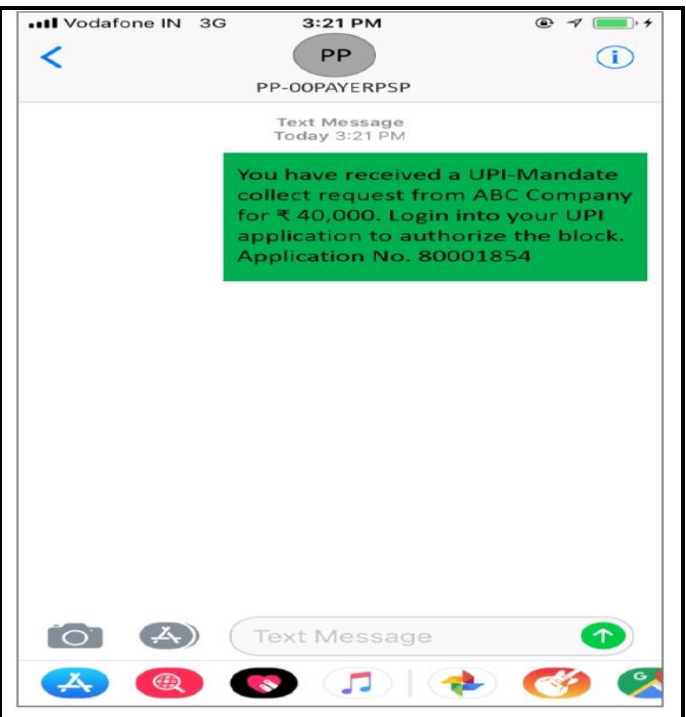 Vodafone IN 3G 3:21 PM
PP
PP-OOPAYERPSP
Text Message
Today 3:21 PM
You have received a UPI-Mandate
collect request from ABC Company
for ₹ 40,000. Login into your UPI
application to authorize the block.
Application No. 80001854
Text Message
G